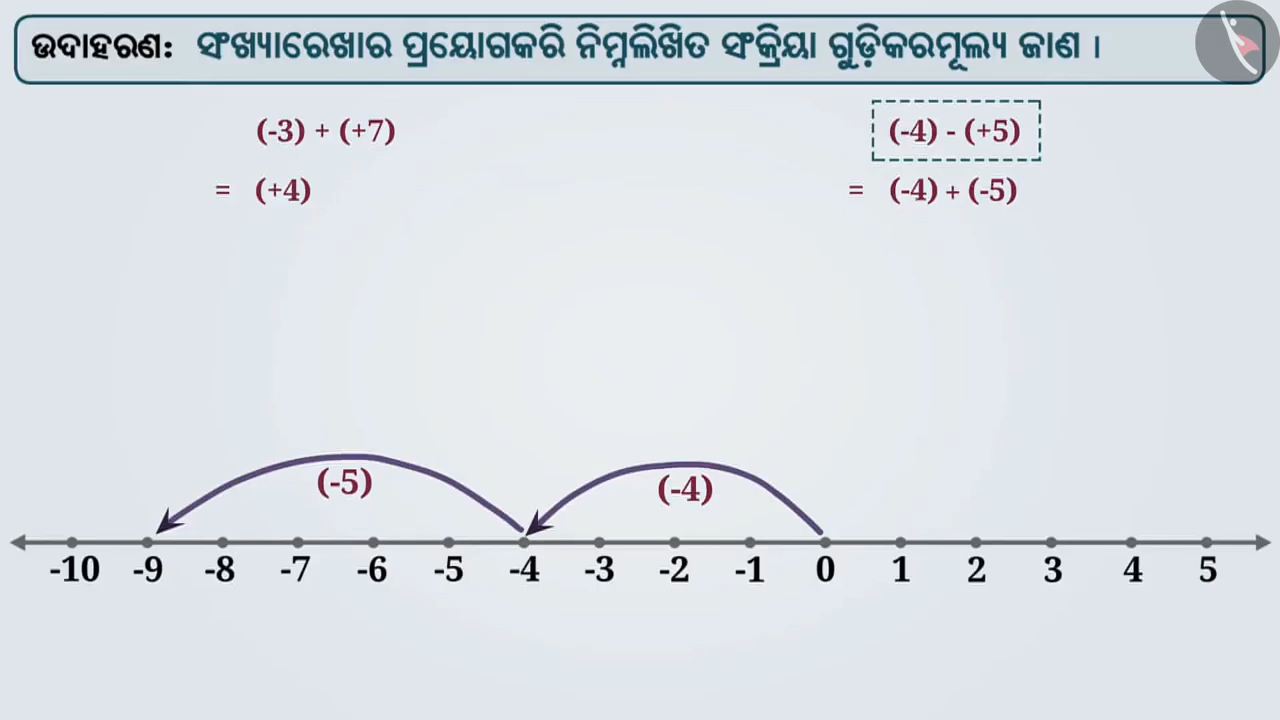 ଉଦାହରଣ: ସଂଖ୍ୟାରେଖାର ପ୍ରୟୋଗକରି ନିମ୍ନଲିଖିତ ସଂକ୍ରିୟା ଗୁଡ଼ିକରମୂଲ୍ୟ ଜାଣ ।
(-3) + (+7)
= (+4)
(-4) - (+5)
= (-4) + (-5)
(-5) (-4)
-10 -9 -8 -7 -6 -5 -4 -3 -2 -1 0 1 2 3 4 5